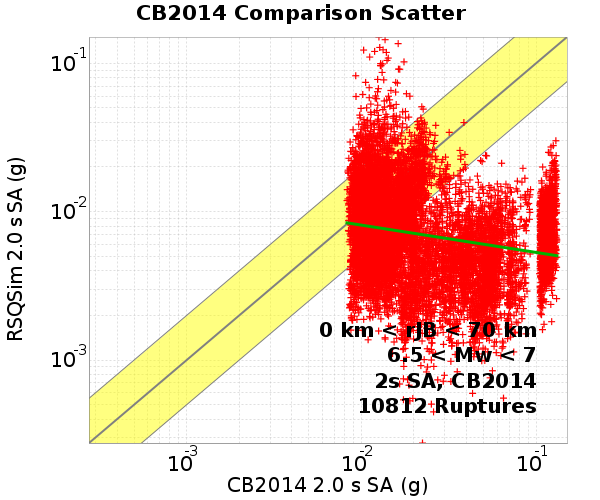 CB2014 Comparison Scatter
RSQSim 2.0 s SA (g)
10-1
10-2
10-3
0 km < rJB < 70 km
6.5 < Mw < 7
2s SA, CB2014
10812 Ruptures
10-3
10-2
10-1
CB2014 2.0 s SA (g)